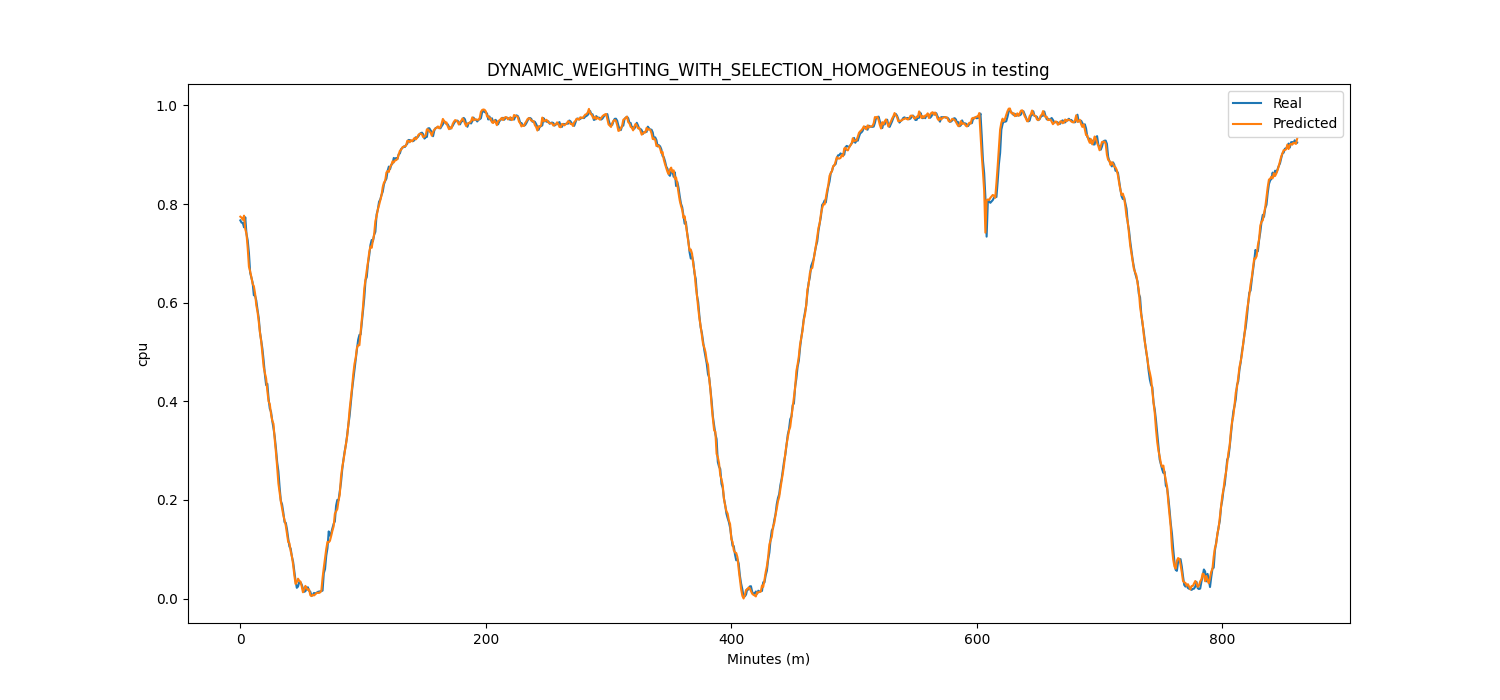 DYNAMIC_WEIGHTING_WITH_SELECTION_HOMOGENEOUS in testing
Real
Predicted
1.0
0.8
0.6
0.4
0.2
0.0
cpu
0 200 400 600 800
Minutes (m)